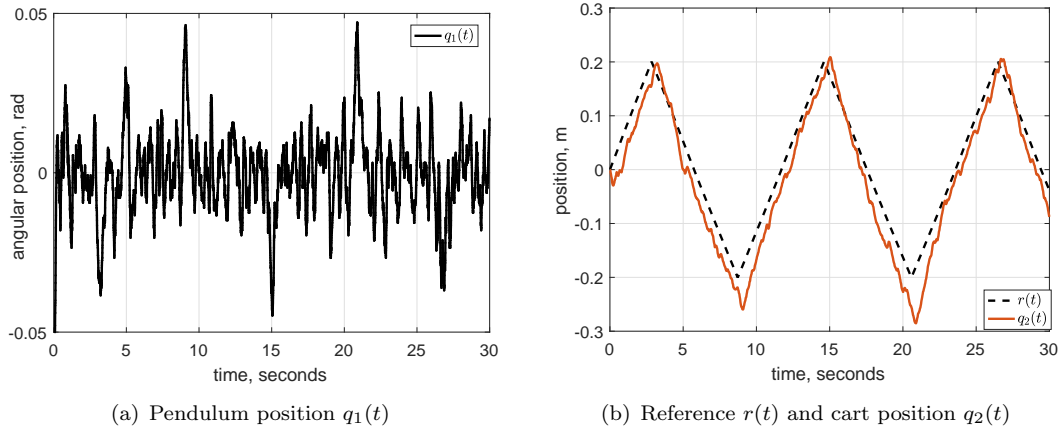 0.05
0
-0.05
angular position, rad
q₁(t)
0 5 10 15 20 25 30
time, seconds
(a) Pendulum position q₁(t)
0.3
0.2
0.1
0
-0.1
-0.2
-0.3
position, m
r(t)
q₂(t)
0 5 10 15 20 25 30
time, seconds
(b) Reference r(t) and cart position q₂(t)